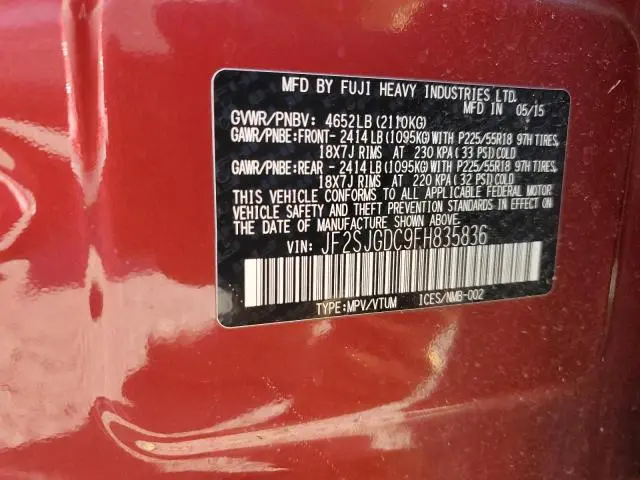 MFD BY FUJI HEAVY INDUSTRIES LTD.
MFD IN 05/15
GVWR/PNBV: 4652LB(2110KG)
GAWR/PNBE:FRONT- 2414LB(1095KG)WITH P225/55R18 97H TIRES,
18X7J RIMS AT 230 KPA(33 PSI)COLD
GAWR/PNBE:REAR - 2414LB(1095KG)WITH P225/55R18 97H TIRES,
18X7J RIMS AT 220 KPA(32 PSI)COLD
THIS VEHICLE CONFORMS TO ALL APPLICABLE FEDERAL MOTOR
VEHICLE SAFETY AND THEFT PREVENTION STANDARDS IN EFFECT ON
THE DATE OF MANUFACTURE SHOWN ABOVE.
VIN: JF2SJGDC9FH835836
TYPE:MPV/VTUM ICES/NMB-002